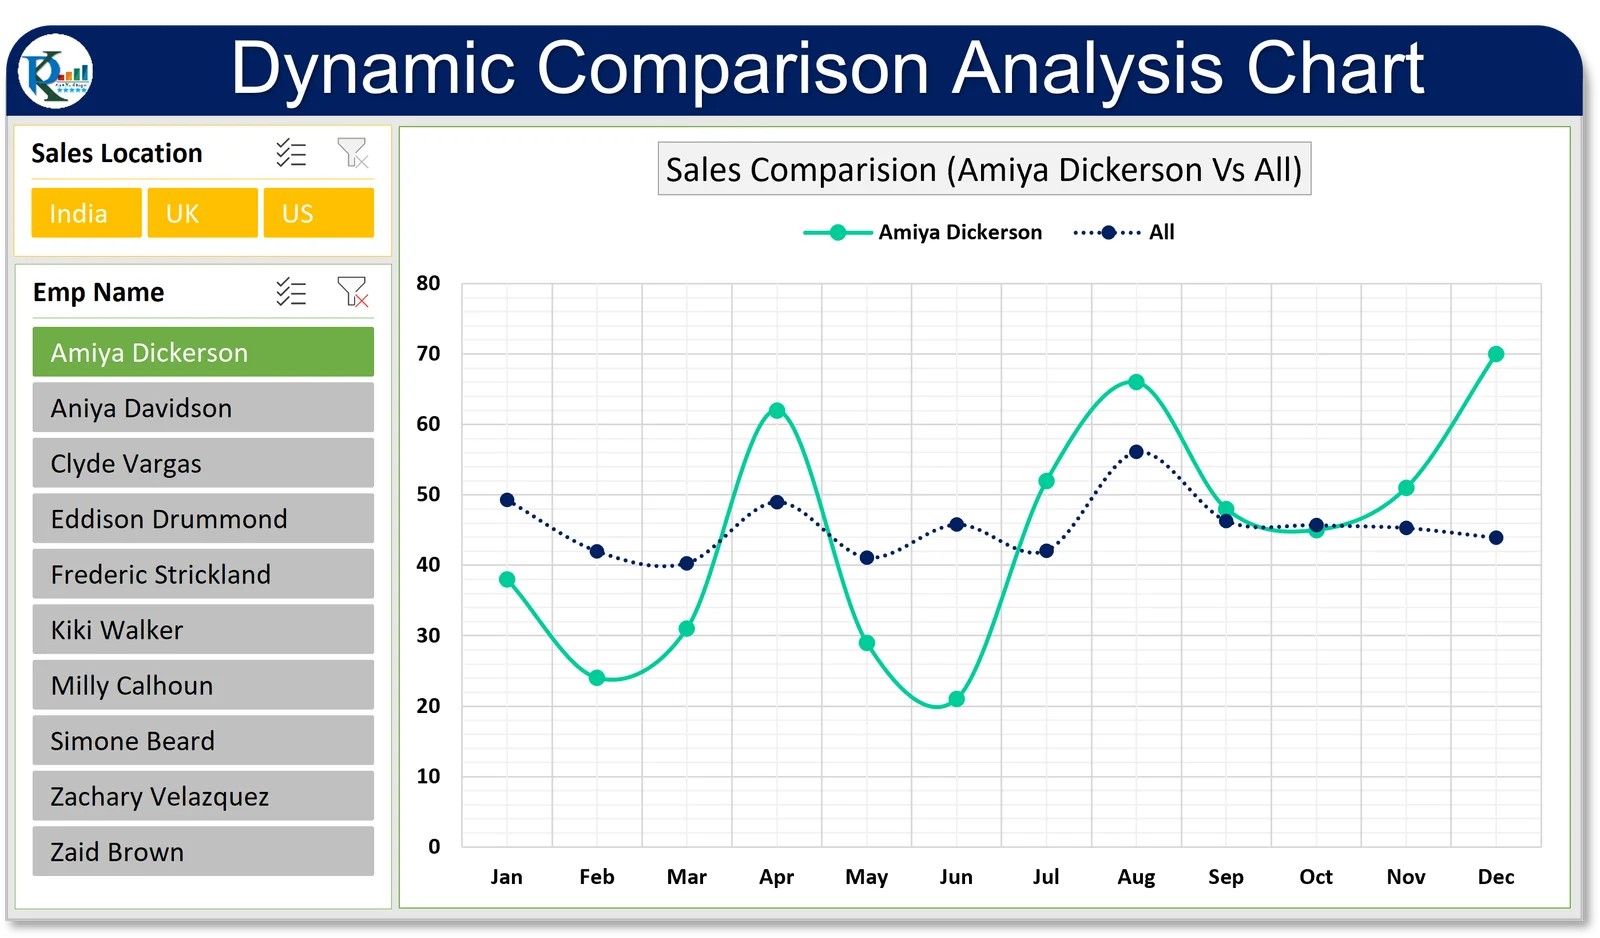 Dynamic Comparison Analysis Chart
Sales Location
India UK US
Emp Name
Amiya Dickerson
Aniya Davidson
Clyde Vargas
Eddison Drummond
Frederic Strickland
Kiki Walker
Milly Calhoun
Simone Beard
Zachary Velazquez
Zaid Brown
Sales Comparision (Amiya Dickerson Vs All)
Amiya Dickerson All
80
70
60
50
40
30
20
10
0
Jan Feb Mar Apr May Jun Jul Aug Sep Oct Nov Dec